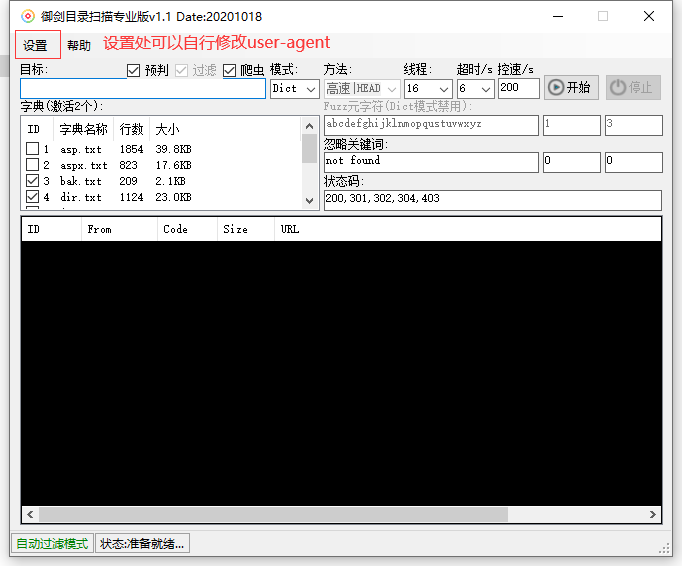 御剑目录扫描专业版v1.1 Date:20201018
设置 帮助 设置处可以自行修改user-agent
目标: 预判 过滤 爬虫 模式: 方法: 线程: 超时/s 控速/s
Dict 高速|HEAD 16 6 200 开始 停止
字典(激活2个): Fuzz元字符(Dict模式禁用):
ID 字典名称 行数 大小 abcdefghijklnmopqustuvwxyz 1 3
1 asp.txt 1854 39.8KB 忽略关键词:
2 aspx.txt 823 17.6KB not found 0 0
3 bak.txt 209 2.1KB 状态码:
4 dir.txt 1124 23.0KB 200,301,302,304,403
ID From Code Size URL
自动过滤模式 状态:准备就绪...